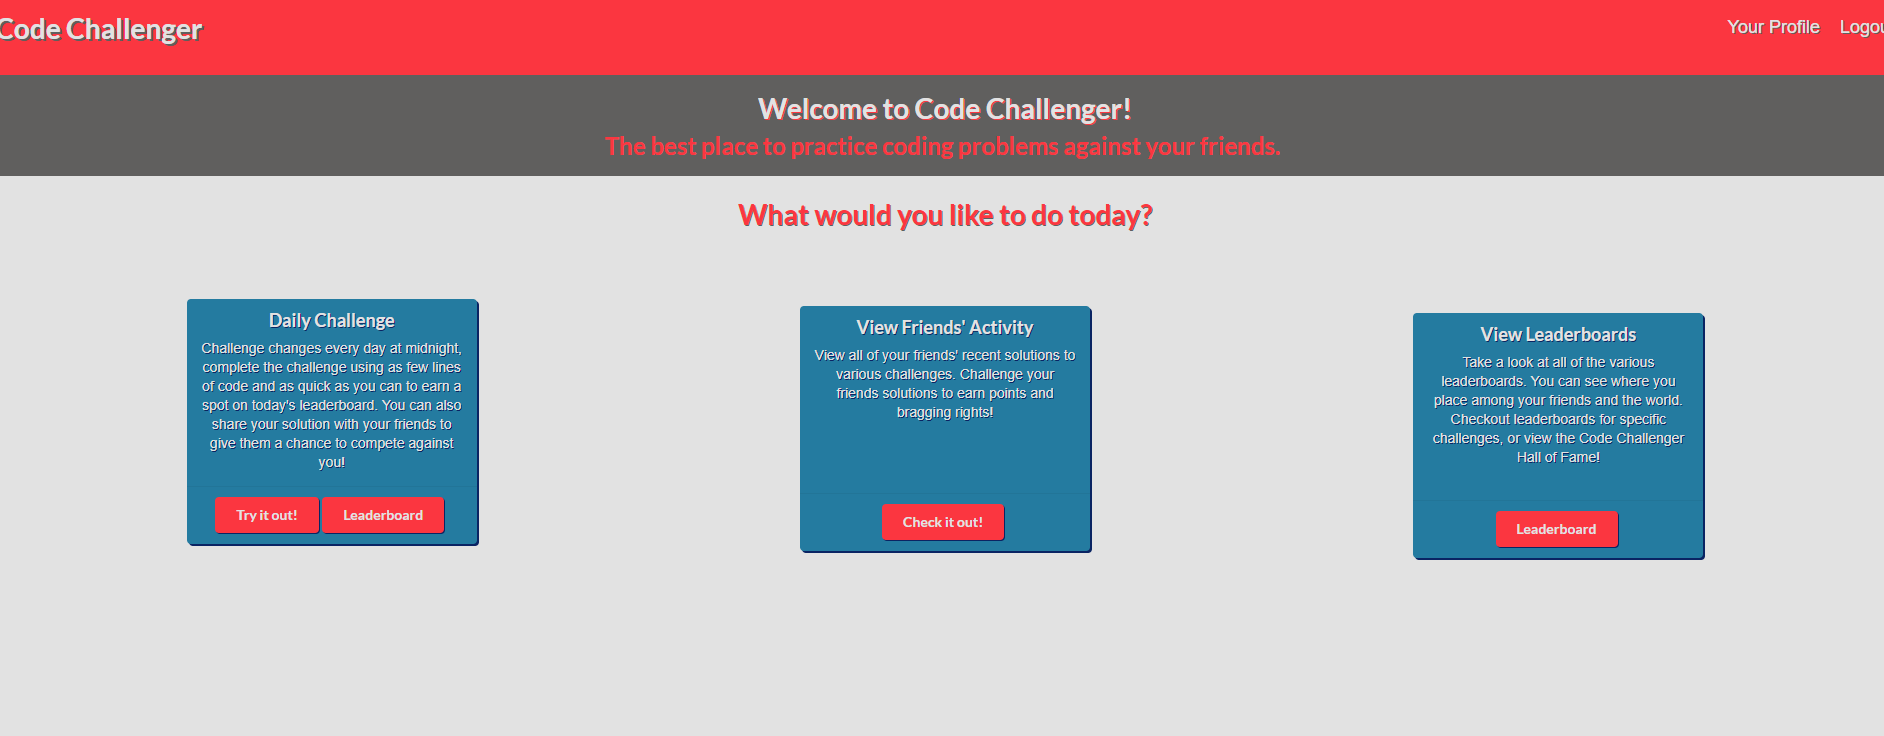 Code Challenger
Your Profile
Logou
Welcome to Code Challenger!
The best place to practice coding problems against your friends.
What would you like to do today?
Daily Challenge
Challenge changes every day at midnight,
complete the challenge using as few lines
of code and as quick as you can to earn a
spot on today's leaderboard. You can also
share your solution with your friends to
give them a chance to compete against
you!
Try it out!
Leaderboard
View Friends' Activity
View all of your friends' recent solutions to
various challenges. Challenge your
friends solutions to earn points and
bragging rights!
Check it out!
View Leaderboards
Take a look at all of the various
leaderboards. You can see where you
place among your friends and the world.
Checkout leaderboards for specific
challenges, or view the Code Challenger
Hall of Fame!
Leaderboard